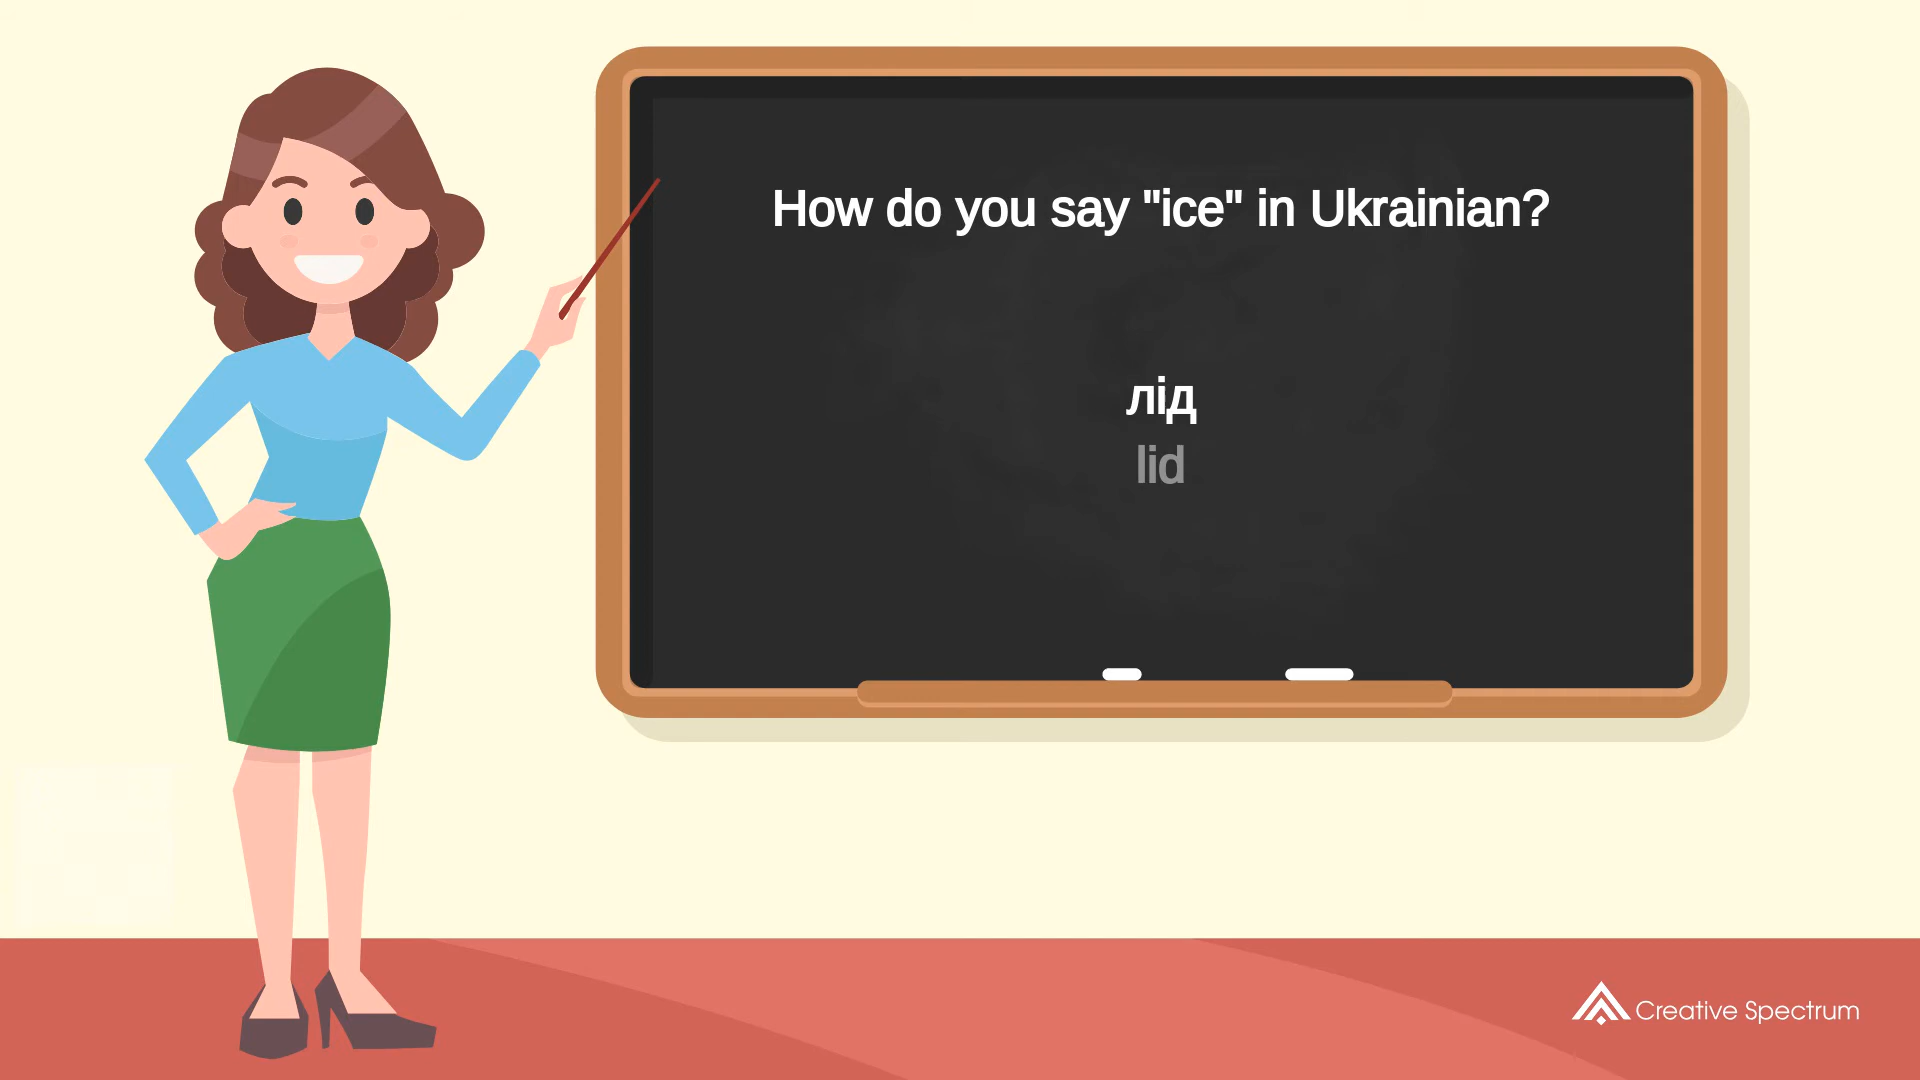 How do you say "ice" in Ukrainian?
лід
lid
Creative Spectrum